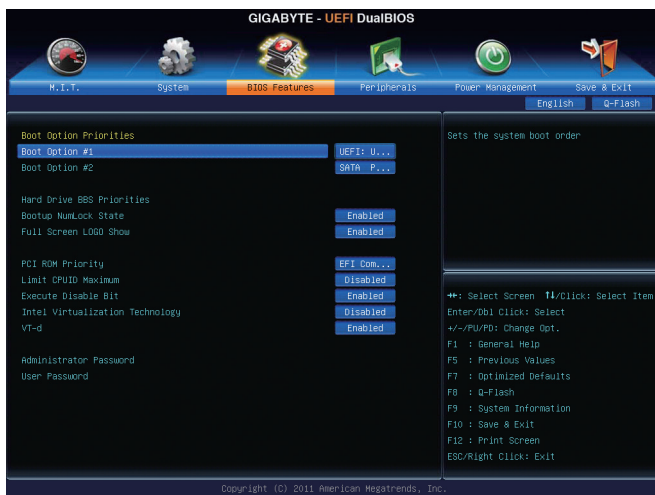 GIGABYTE - UEFI DualBIOS
M.I.T.
System
BIOS Features
Peripherals
Power Management
Save & Exit
English
Q-Flash
Boot Option Priorities
Boot Option #1 UEFI: U...
Boot Option #2 SATA P...
Hard Drive BBS Priorities
Bootup NumLock State Enabled
Full Screen LOGO Show Enabled
PCI ROM Priority EFI Com...
Limit CPUID Maximum Disabled
Execute Disable Bit Enabled
Intel Virtualization Technology Disabled
VT-d Enabled
Administrator Password
User Password
Sets the system boot order
→←: Select Screen ↑↓/Click: Select Item
Enter/Dbl Click: Select
+/-/PU/PD: Change Opt.
F1 : General Help
F5 : Previous Values
F7 : Optimized Defaults
F8 : Q-Flash
F9 : System Information
F10 : Save & Exit
F12 : Print Screen
ESC/Right Click: Exit
Copyright (C) 2011 American Megatrends, Inc.